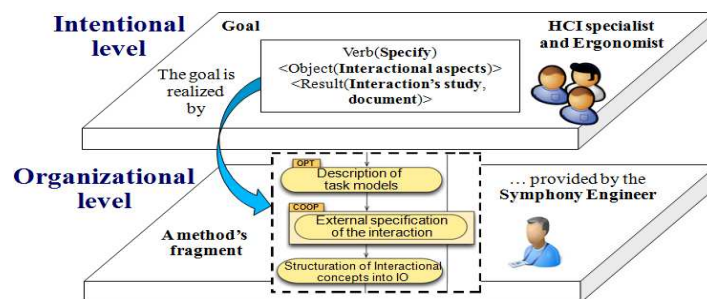 Intentional
level
Goal
HCI specialist
and Ergonomist
Verb(Specify)
<Object(Interactional aspects)>
<Result(Interaction's study,
document)>
The goal is
realized
by
Organizational
level
OPT
Description of
task models
COOP
External specification
of the interaction
Structuration of Interactional
concepts into IO
A method's
fragment
... provided by the
Symphony Engineer